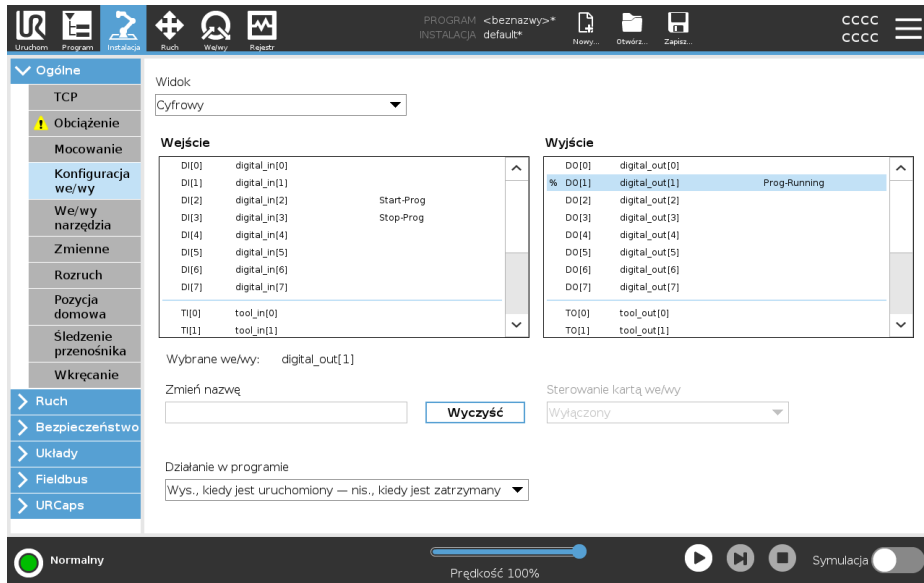 PROGRAM <beznazwy>*
INSTALACJA default*
CCCC
CCCC
Uruchom Program Instalacja Ruch We/wy Rejestr Nowy... Otwórz... Zapisz...
Ogólne
TCP
Obciążenie
Mocowanie
Konfiguracja
we/wy
We/wy
narzędzia
Zmienne
Rozruch
Pozycja
domowa
Śledzenie
przenośnika
Wkręcanie
Ruch
Bezpieczeństwo
Układy
Fieldbus
URCaps
Widok
Cyfrowy
Wejście
DI[0] digital_in[0]
DI[1] digital_in[1]
DI[2] digital_in[2] Start-Prog
DI[3] digital_in[3] Stop-Prog
DI[4] digital_in[4]
DI[5] digital_in[5]
DI[6] digital_in[6]
DI[7] digital_in[7]
TI[0] tool_in[0]
TI[1] tool_in[1]
Wyjście
DO[0] digital_out[0]
% DO[1] digital_out[1] Prog-Running
DO[2] digital_out[2]
DO[3] digital_out[3]
DO[4] digital_out[4]
DO[5] digital_out[5]
DO[6] digital_out[6]
DO[7] digital_out[7]
TO[0] tool_out[0]
TO[1] tool_out[1]
Wybrane we/wy: digital_out[1]
Zmień nazwę
Wyczyść
Sterowanie kartą we/wy
Wyłączony
Działanie w programie
Wys., kiedy jest uruchomiony — nis., kiedy jest zatrzymany
Normalny
Prędkość 100%
Symulacja